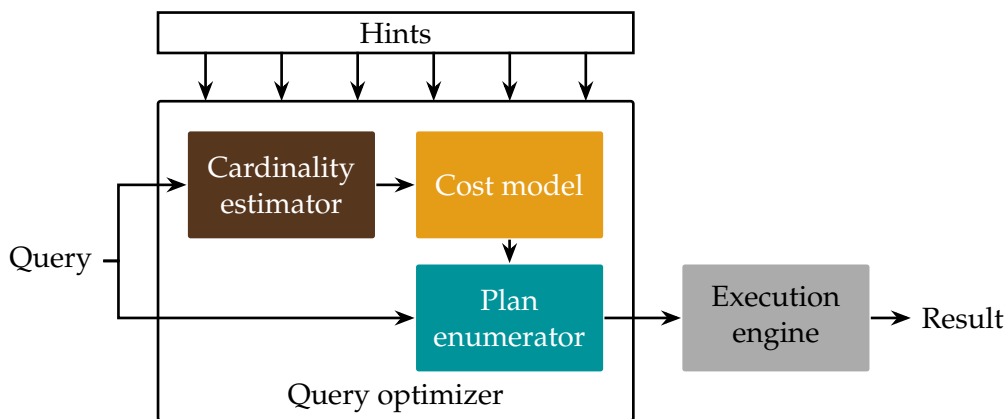 Hints
Cardinality
estimator
Cost model
Query
Plan
enumerator
Execution
engine
Result
Query optimizer